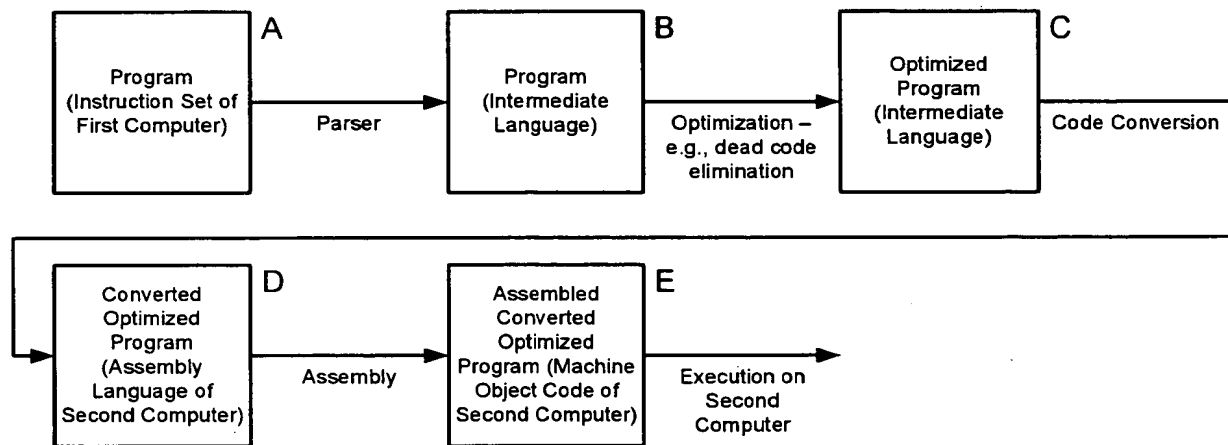 A
Program
(Instruction Set of
First Computer)
Parser
B
Program
(Intermediate
Language)
Optimization –
e.g., dead code
elimination
C
Optimized
Program
(Intermediate
Language)
Code Conversion
D
Converted
Optimized
Program
(Assembly
Language of
Second Computer)
Assembly
E
Assembled
Converted
Optimized
Program (Machine
Object Code of
Second Computer)
Execution on
Second
Computer